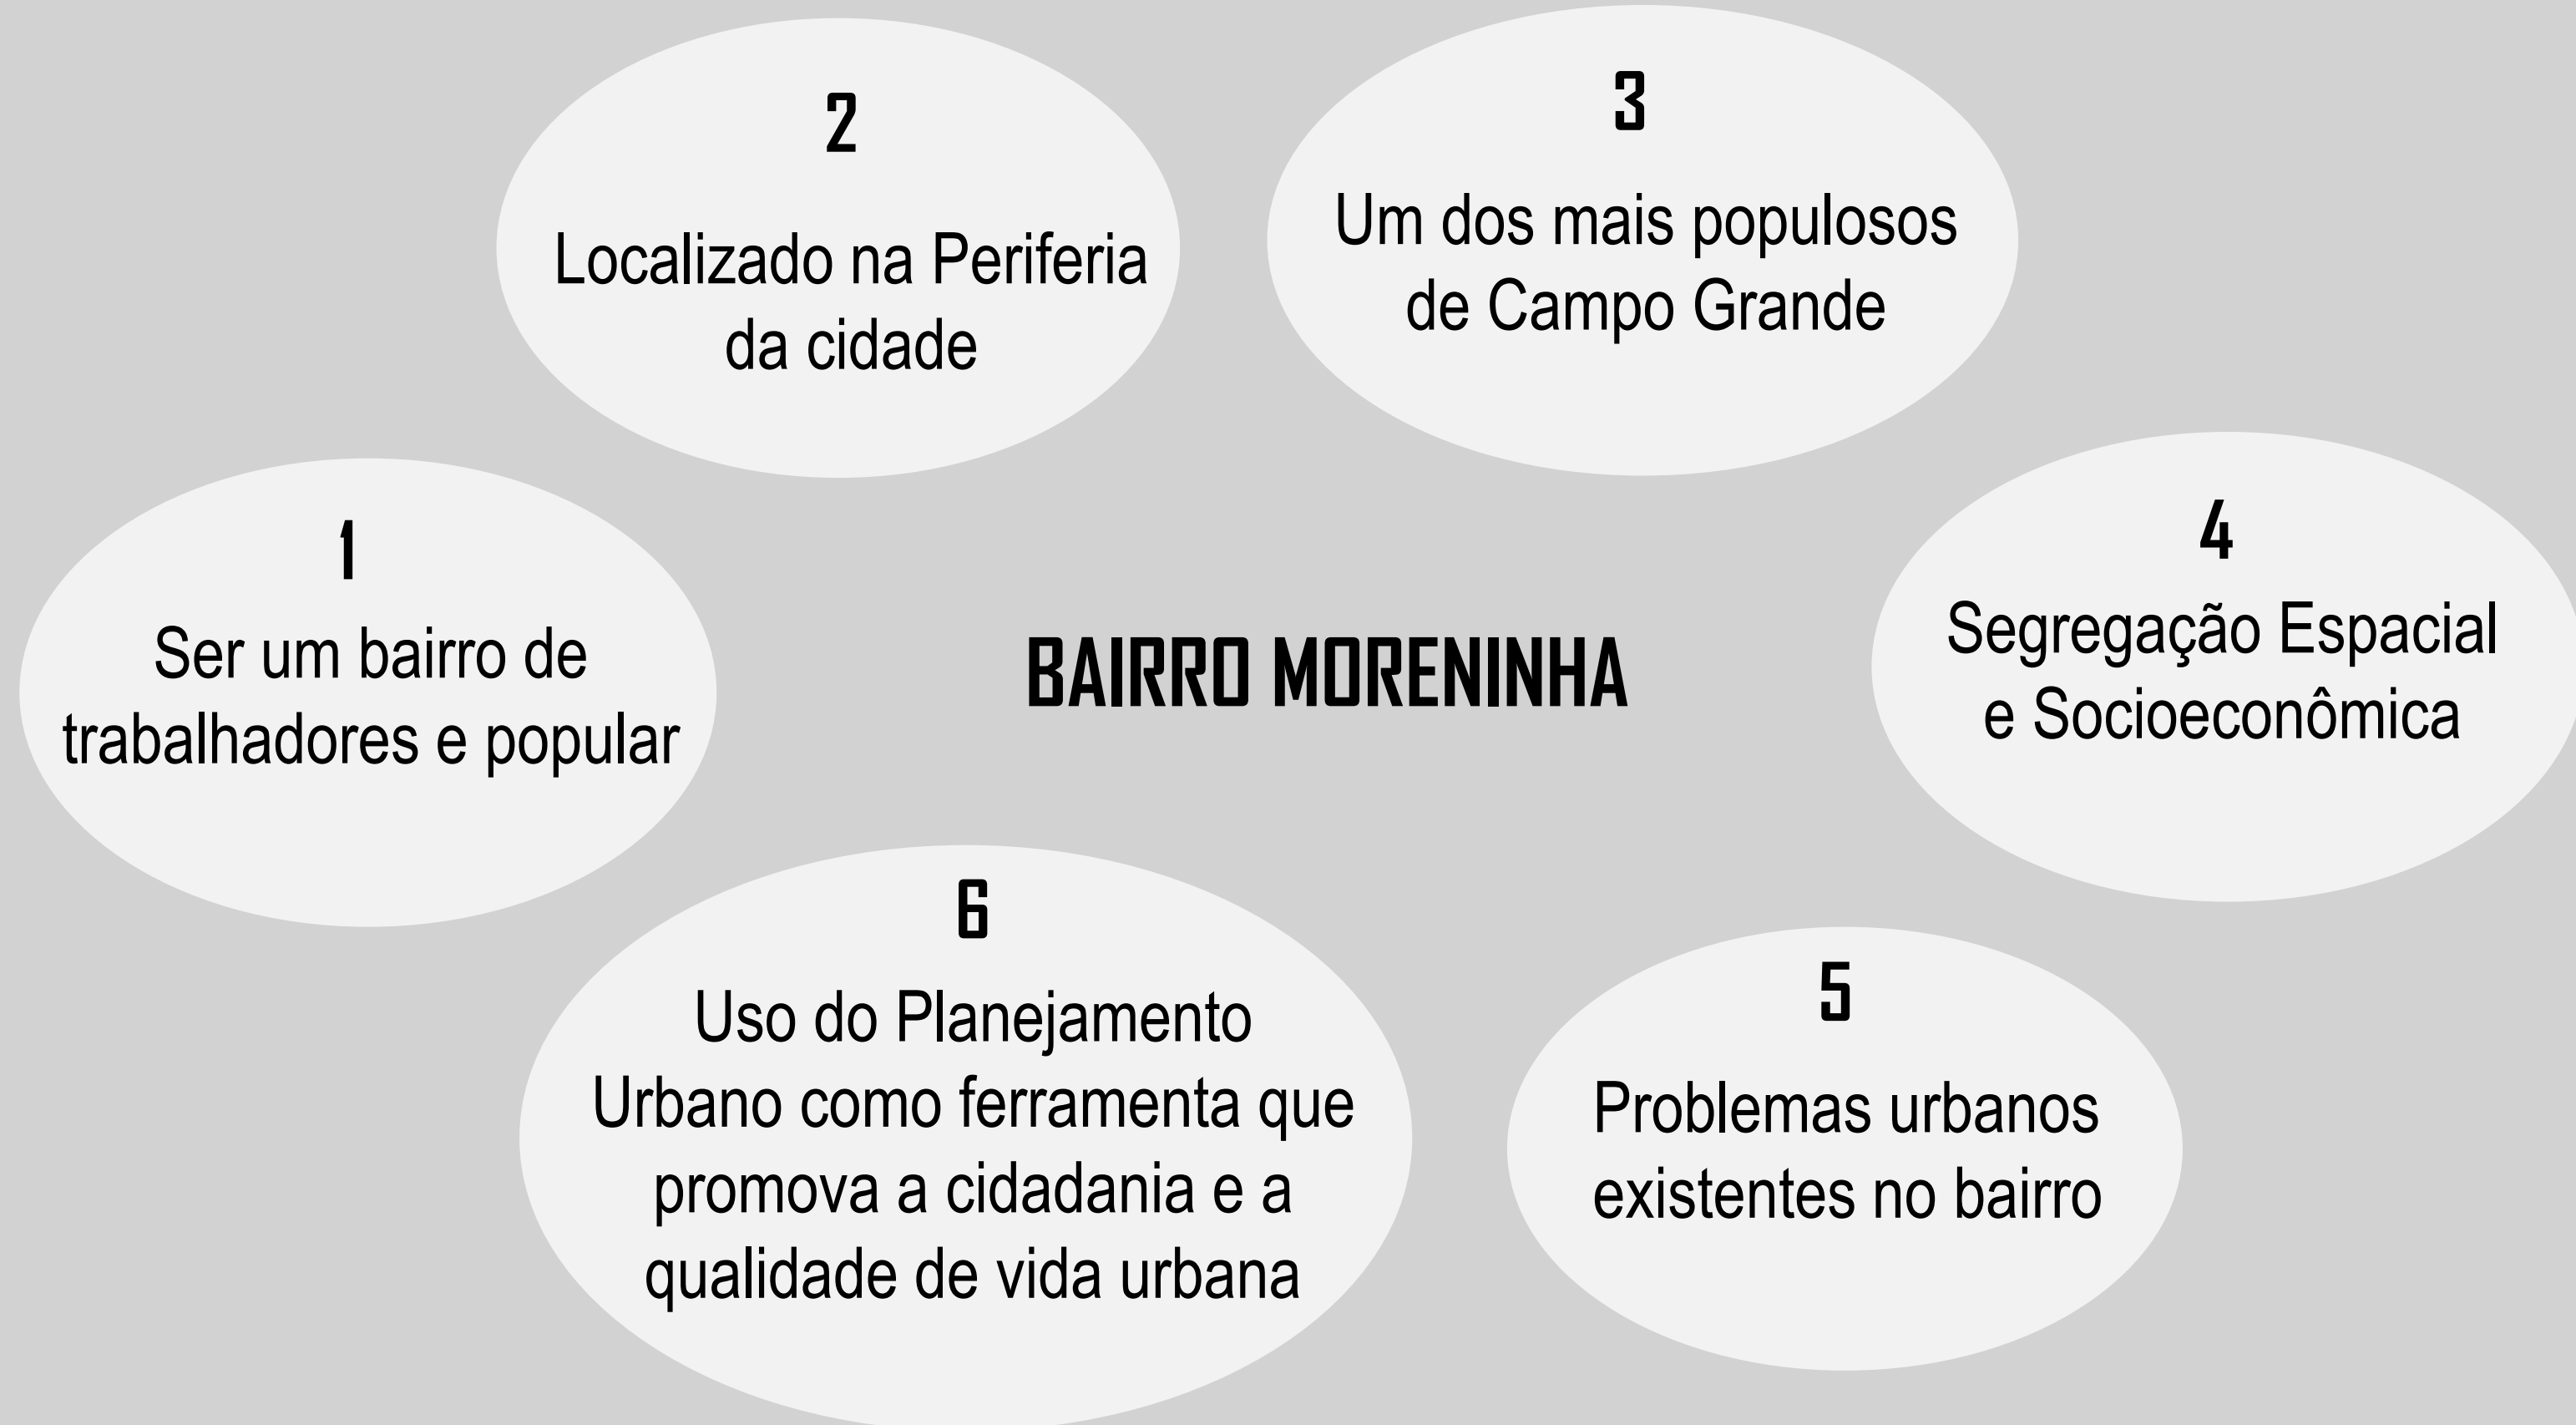 BAIRRO MORENINHA
1
Ser um bairro de
trabalhadores e popular
2
Localizado na Periferia
da cidade
3
Um dos mais populosos
de Campo Grande
4
Segregação Espacial
e Socioeconômica
5
Problemas urbanos
existentes no bairro
6
Uso do Planejamento
Urbano como ferramenta que
promova a cidadania e a
qualidade de vida urbana